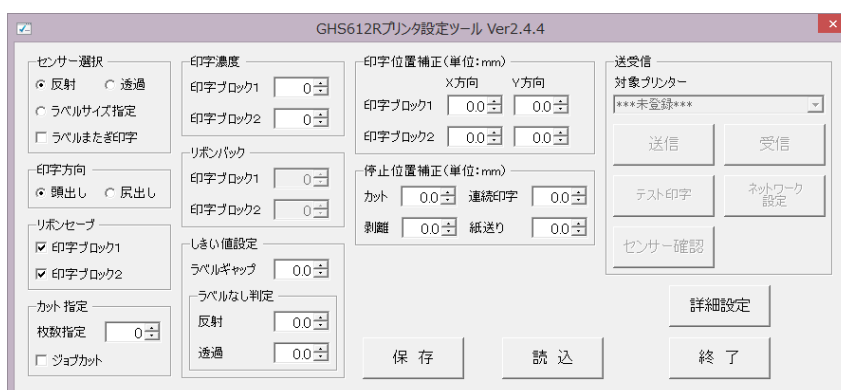 GHS612Rプリンタ設定ツール Ver2.4.4
センサー選択
反射 透過
ラベルサイズ指定
ラベルまたぎ印字
印字方向
頭出し 尻出し
リボンセーブ
印字ブロック1
印字ブロック2
カット指定
枚数指定 0
ジョブカット
印字濃度
印字ブロック1 0
印字ブロック2 0
リボンバック
印字ブロック1 0
印字ブロック2 0
しきい値設定
ラベルギャップ 0.0
ラベルなし判定
反射 0.0
透過 0.0
印字位置補正(単位:mm)
X方向 Y方向
印字ブロック1 0.0 0.0
印字ブロック2 0.0 0.0
停止位置補正(単位:mm)
カット 0.0 連続印字 0.0
剥離 0.0 紙送り 0.0
送受信
対象プリンター
***未登録***
送信 受信
テスト印字 ネットワーク
設定
センサー確認
詳細設定
保 存 読 込 終 了